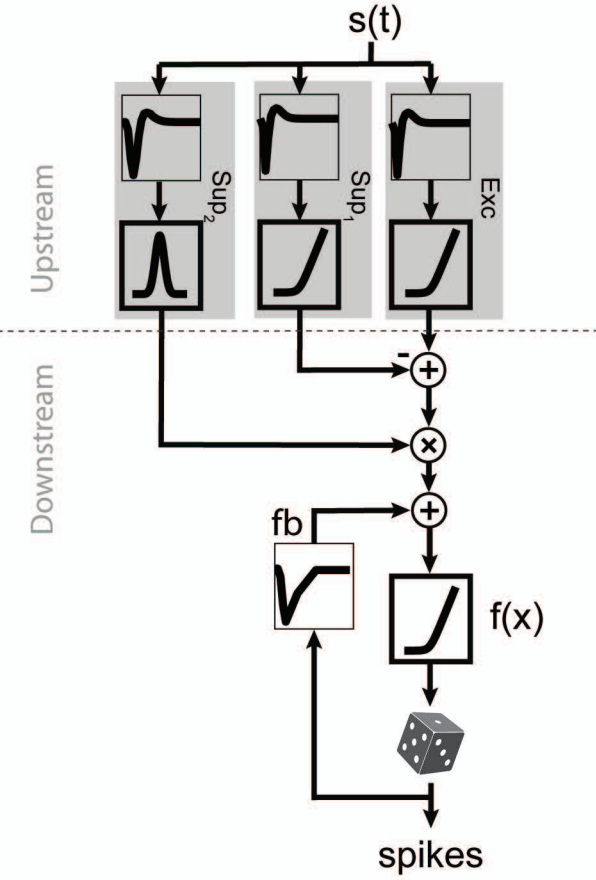 s(t)
Upstream
Sup2
Sup1
Exc
Downstream
-
+
×
+
fb
f(x)
spikes